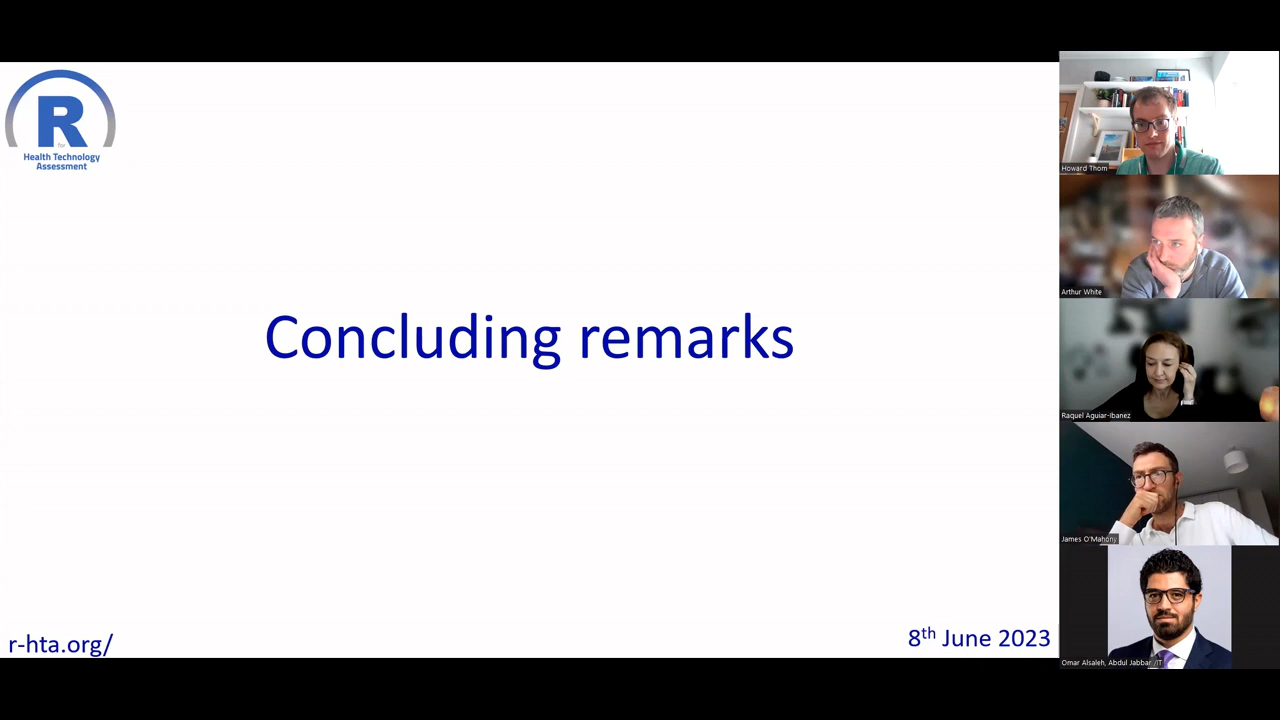 R
for
Health Technology
Assessment
Concluding remarks
r-hta.org/
8th June 2023
Howard Thom
Arthur White
Raquel Aguiar-Ibanez
James O'Mahony
Omar Alsaleh, Abdul Jabbar /IT